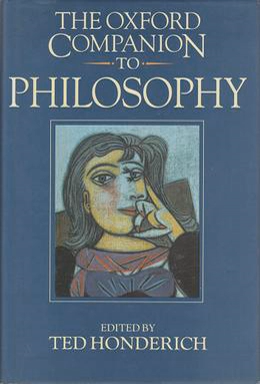 THE OXFORD
COMPANION
TO
PHILOSOPHY
EDITED BY
TED HONDERICH